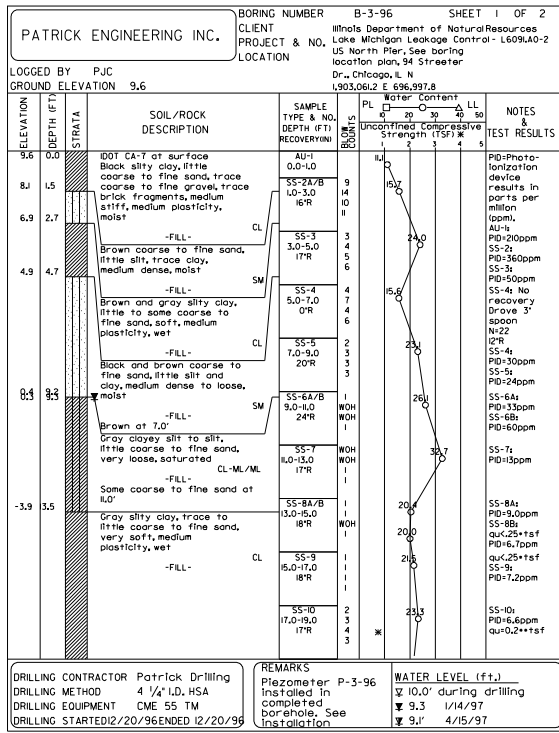 PATRICK ENGINEERING INC.
BORING NUMBER B-3-96 SHEET 1 OF 2
CLIENT Illinois Department of Natural Resources
PROJECT & NO. Lake Michigan Leakage Control - L609LAO-2
LOCATION US North Pier, See boring
location plan, 94 Streeter
Dr., Chicago, IL N
1,903,061.2 E 696,997.8
LOGGED BY PJC
GROUND ELEVATION 9.6
ELEVATION
DEPTH (FT)
STRATA
SOIL/ROCK
DESCRIPTION
SAMPLE
TYPE & NO.
DEPTH (FT)
RECOVERY(IN)
BLOW
COUNTS
Water Content
PL LL
10 20 30 40 50
Unconfined Compressive
Strength (TSF) ✳
1 2 3 4 5
NOTES
&
TEST RESULTS
9.6 0.0
8.1 1.5
6.9 2.7
4.9 4.7
0.4 9.2
0.3 9.3
-3.9 13.5
IDOT CA-7 at surface
Black silty clay, little
coarse to fine sand, trace
coarse to fine gravel, trace
brick fragments, medium
stiff, medium plasticity,
moist
CL
-FILL-
Brown coarse to fine sand,
little silt, trace clay,
medium dense, moist
SM
-FILL-
Brown and gray silty clay,
little to some coarse to
fine sand, soft, medium
plasticity, wet
CL
-FILL-
Black and brown coarse to
fine sand, little silt and
clay, medium dense to loose,
moist
SM
-FILL-
Brown at 7.0'
Gray clayey silt to silt,
little coarse to fine sand,
very loose, saturated
CL-ML/ML
-FILL-
Some coarse to fine sand at
11.0'
Gray silty clay, trace to
little coarse to fine sand,
very soft, medium
plasticity, wet
CL
-FILL-
AU-1
0.0-1.0
SS-2A/B 9
1.0-3.0 14
16"R 10
11
SS-3 3
3.0-5.0 4
17"R 5
6
SS-4 4
5.0-7.0 7
0"R 4
6
SS-5 2
7.0-9.0 3
20"R 3
3
SS-6A/B 1
9.0-11.0 WOH
24"R 1
1
SS-7 WOH
11.0-13.0 WOH
17"R 1
1
SS-8A/B 1
13.0-15.0 1
18"R WOH
1
SS-9 1
15.0-17.0 1
18"R 1
1
SS-10 2
17.0-19.0 3
17"R 4
3
11.1
15.7
24.0
15.6
23.1
26.1
32.7
20.4
20.0
21.5
23.3
✳
PID=Photo-
ionization
device
results in
parts per
million
(ppm).
AU-1:
PID=210ppm
SS-2:
PID=360ppm
SS-3:
PID=50ppm
SS-4: No
recovery
Drove 3"
spoon
N=22
12"R
SS-4:
PID=30ppm
SS-5:
PID=24ppm
SS-6A:
PID=33ppm
SS-6B:
PID=60ppm
SS-7:
PID=13ppm
SS-8A:
PID=9.0ppm
SS-8B:
qu<.25*tsf
PID=6.7ppm
qu<.25*tsf
SS-9:
PID=7.2ppm
SS-10:
PID=6.6ppm
qu=0.2**tsf
DRILLING CONTRACTOR Patrick Drilling
DRILLING METHOD 4 1/4" I.D. HSA
DRILLING EQUIPMENT CME 55 TM
DRILLING STARTED12/20/96ENDED 12/20/96
REMARKS
Piezometer P-3-96
installed in
completed
borehole. See
installation
WATER LEVEL (ft.)
10.0' during drilling
9.3 1/14/97
9.1' 4/15/97